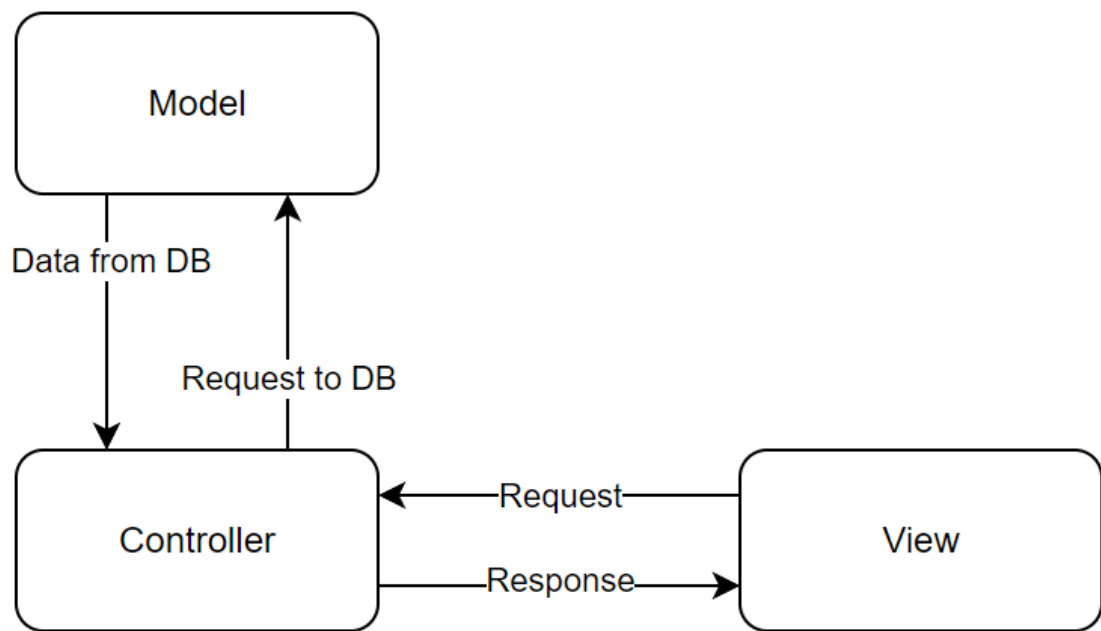 Model
Data from DB
Request to DB
Controller
Request
Response
View